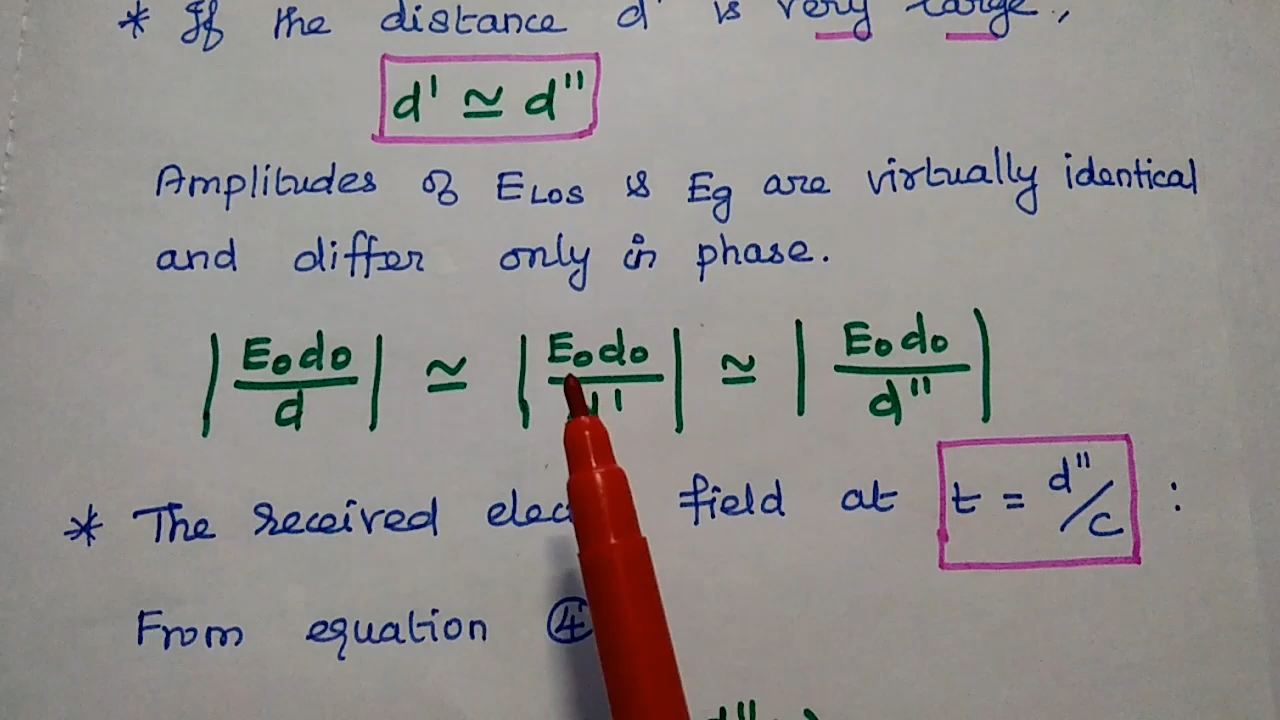 * If the distance d is very large,
d' ≃ d"
Amplitudes of ELOS & Eg are virtually identical
and differ only in phase.
|E₀d₀/d| ≃ |E₀d₀/d'| ≃ |E₀d₀/d"|
* The received field at t = d"/c :
From equation ④